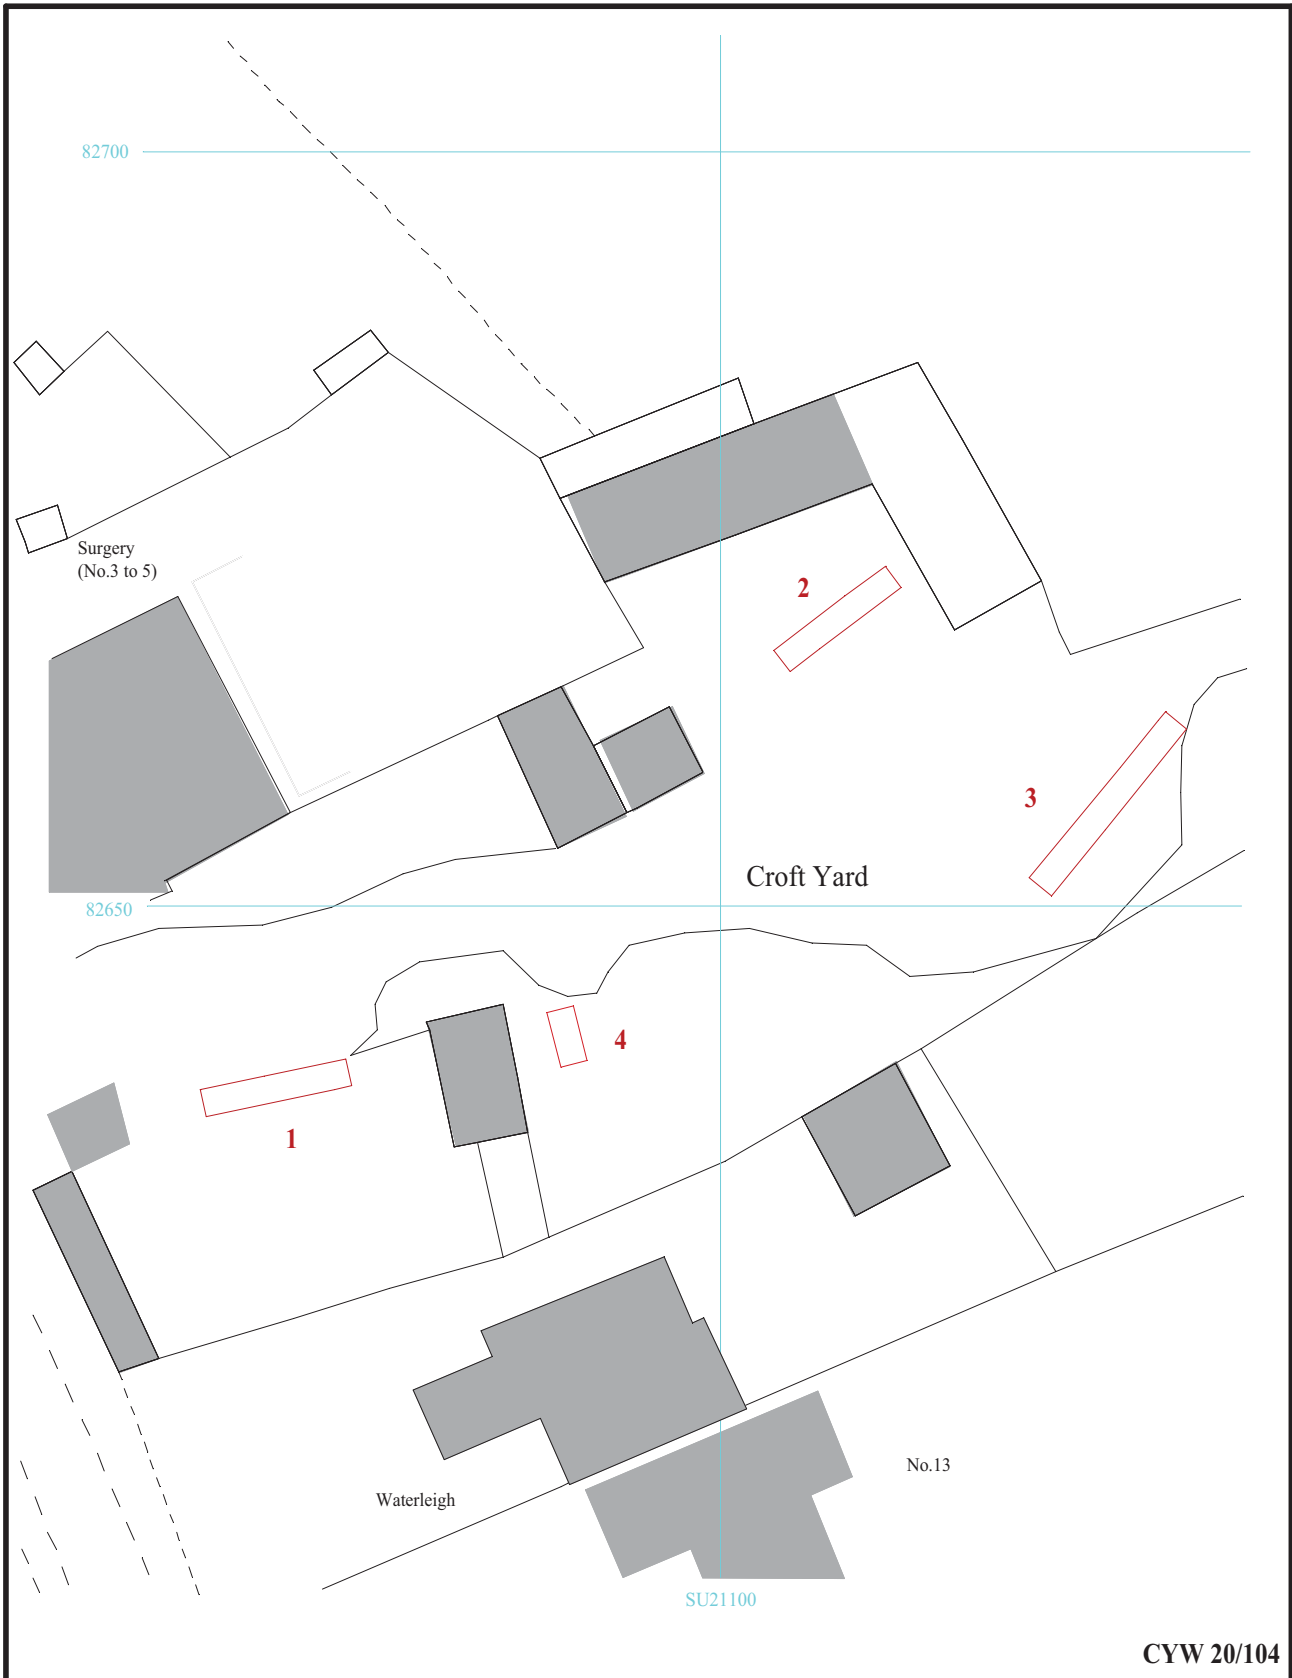 82700
Surgery
(No.3 to 5)
2
3
Croft Yard
82650
4
1
No.13
Waterleigh
SU21100
CYW 20/104